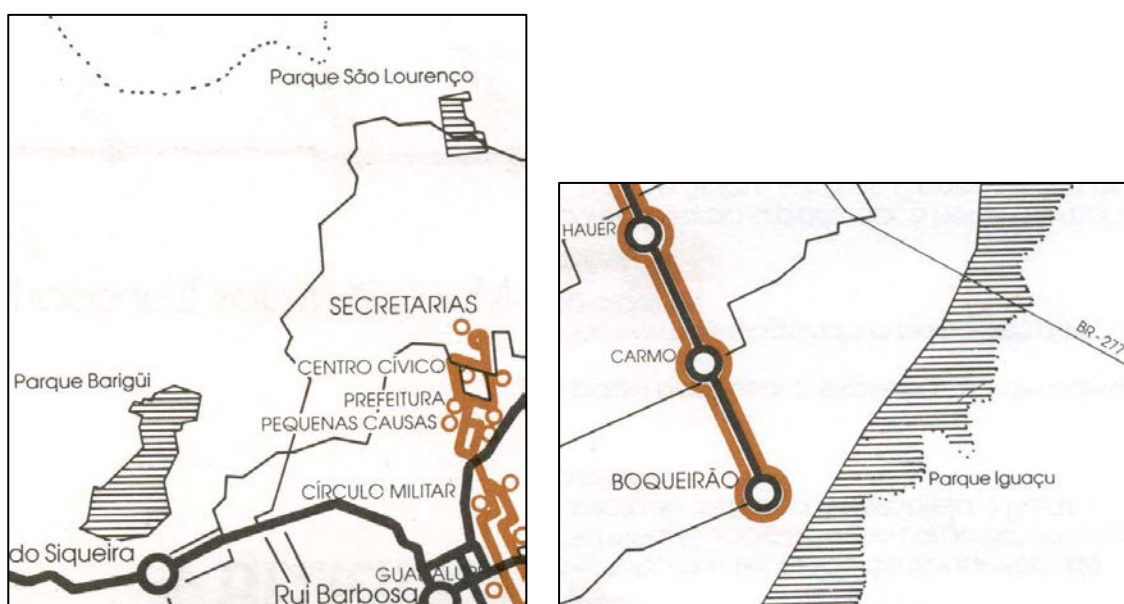 Parque São Lourenço
SECRETARIAS
CENTRO CÍVICO
Parque Barigüi
PREFEITURA
PEQUENAS CAUSAS
CÍRCULO MILITAR
do Siqueira
GUADALUPE
Rui Barbosa
HAUER
BR-277
CARMO
BOQUEIRÃO
Parque Iguaçu